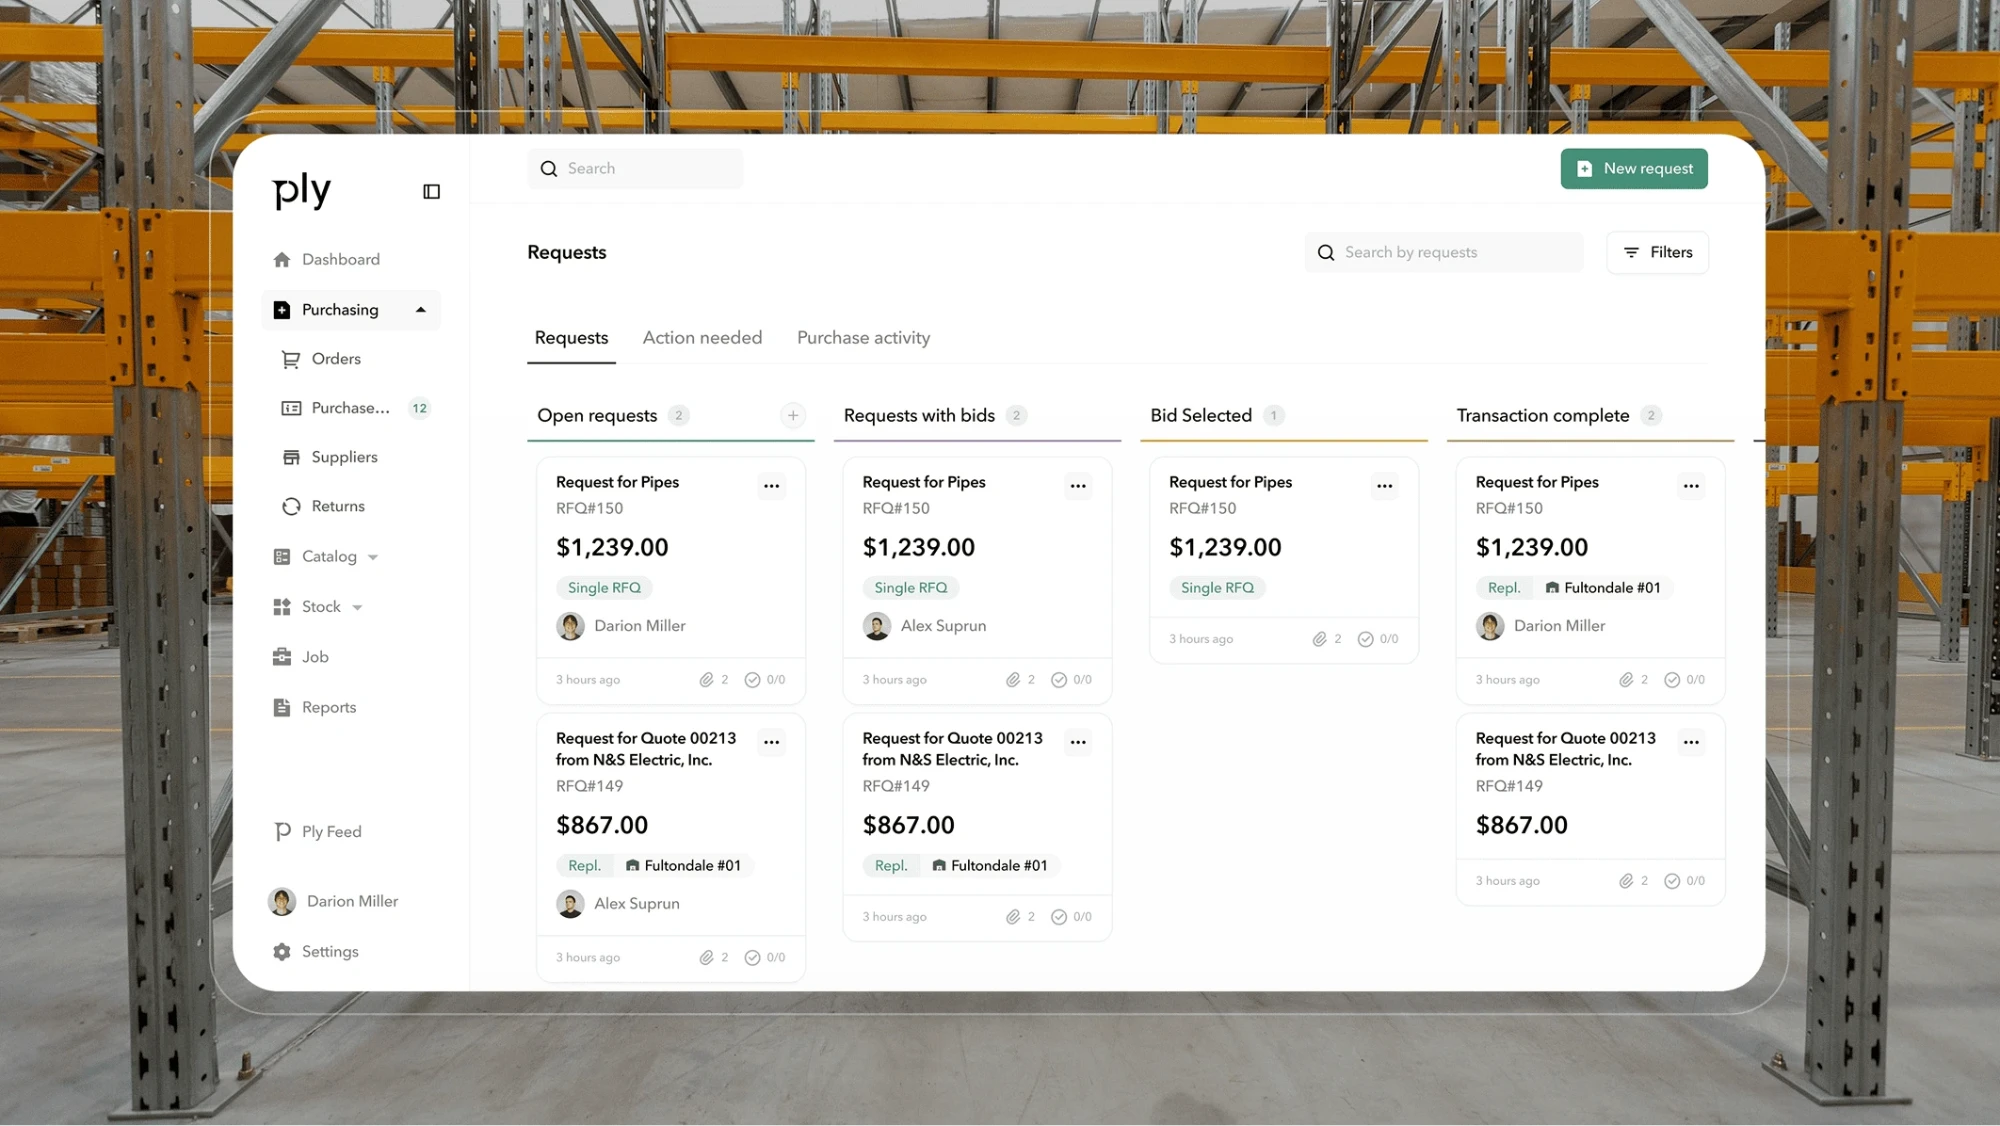 ply
Search
New request
Dashboard
Purchasing
Orders
Purchase... 12
Suppliers
Returns
Catalog
Stock
Job
Reports
Ply Feed
Darion Miller
Settings
Requests
Search by requests
Filters
Requests
Action needed
Purchase activity
Open requests 2
Request for Pipes
RFQ#150
$1,239.00
Single RFQ
Darion Miller
3 hours ago 2 0/0
Request for Quote 00213
from N&S Electric, Inc.
RFQ#149
$867.00
Repl. Fultondale #01
Alex Suprun
3 hours ago 2 0/0
Requests with bids 2
Request for Pipes
RFQ#150
$1,239.00
Single RFQ
Alex Suprun
3 hours ago 2 0/0
Request for Quote 00213
from N&S Electric, Inc.
RFQ#149
$867.00
Repl. Fultondale #01
3 hours ago 2 0/0
Bid Selected 1
Request for Pipes
RFQ#150
$1,239.00
Single RFQ
3 hours ago 2 0/0
Transaction complete 2
Request for Pipes
RFQ#150
$1,239.00
Repl. Fultondale #01
Darion Miller
3 hours ago 2 0/0
Request for Quote 00213
from N&S Electric, Inc.
RFQ#149
$867.00
3 hours ago 2 0/0